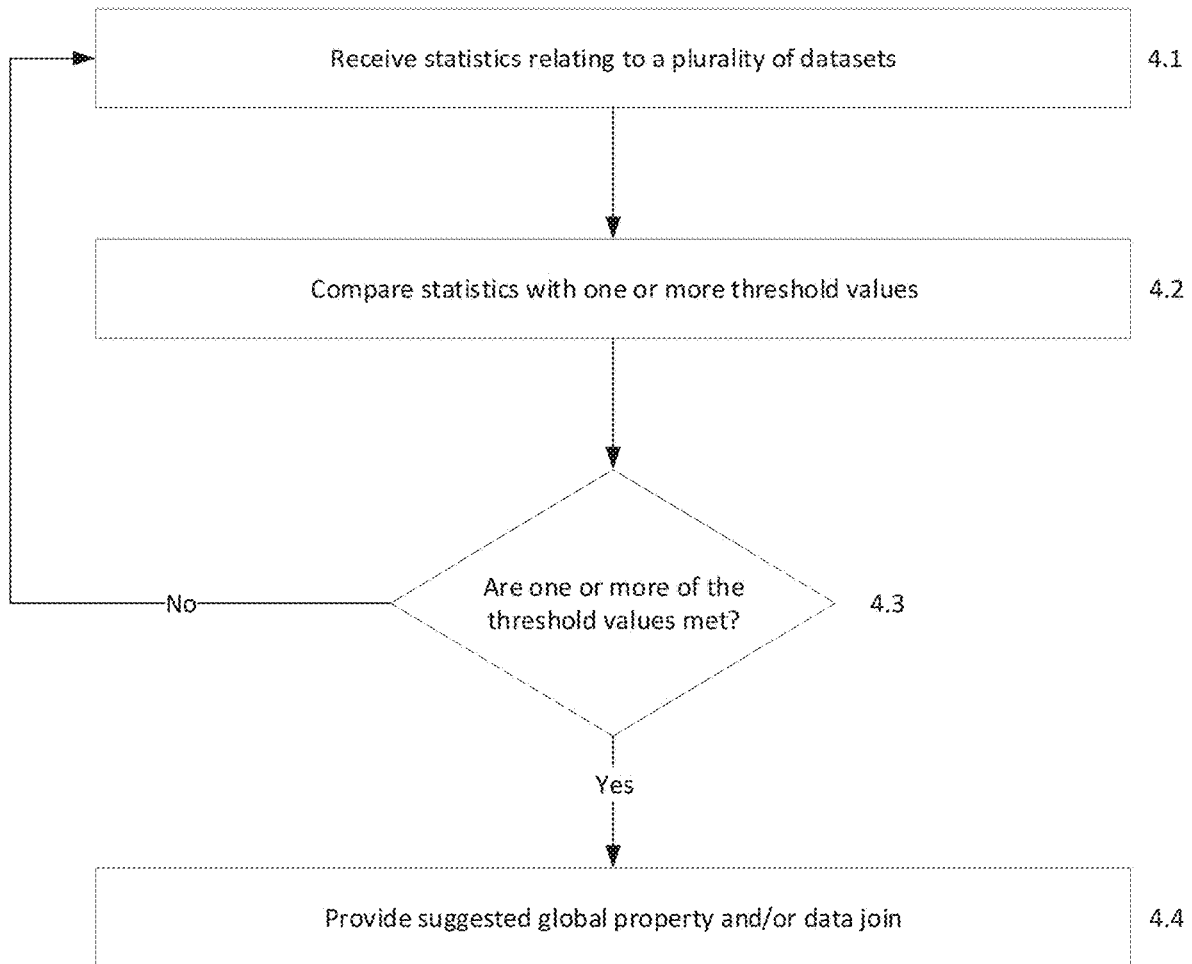 Receive statistics relating to a plurality of datasets
4.1
Compare statistics with one or more threshold values
4.2
Are one or more of the
threshold values met?
4.3
No
Yes
Provide suggested global property and/or data join
4.4